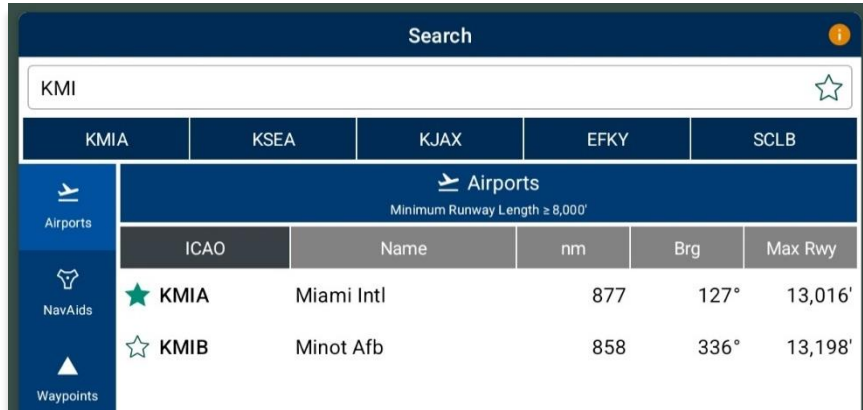 Search
KMI
KMIA KSEA KJAX EFKY SCLB
Airports
Airports
Minimum Runway Length ≥ 8,000'
ICAO Name nm Brg Max Rwy
NavAids
KMIA Miami Intl 877 127° 13,016'
KMIB Minot Afb 858 336° 13,198'
Waypoints